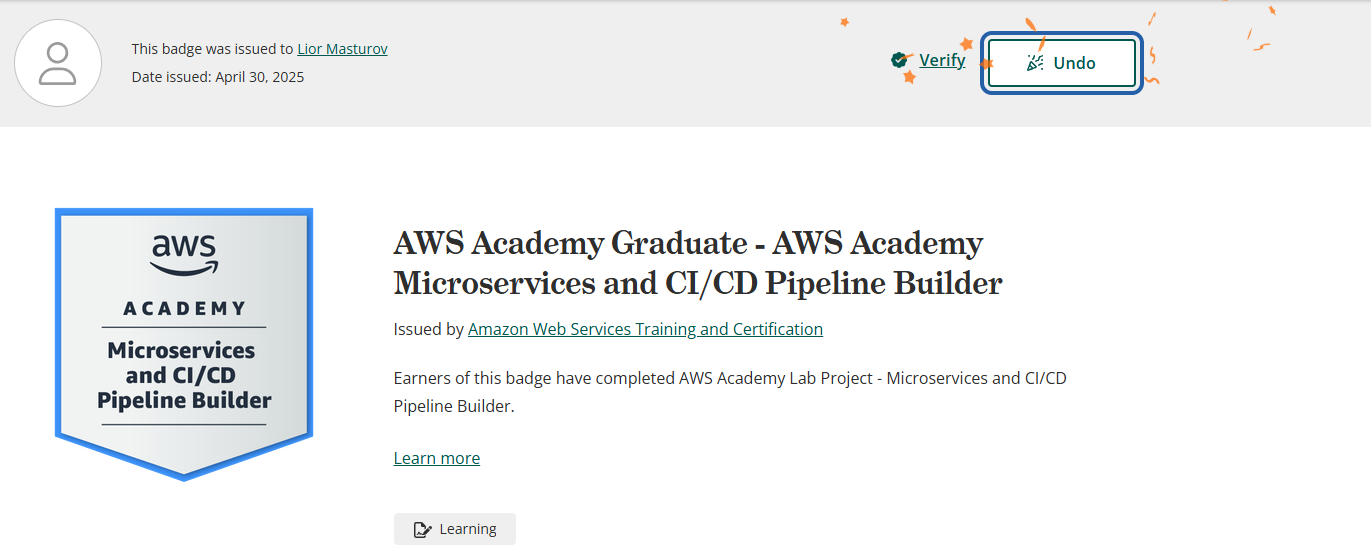 This badge was issued to Lior Masturov
Date issued: April 30, 2025
Verify
Undo
aws
ACADEMY
Microservices
and CI/CD
Pipeline Builder
AWS Academy Graduate - AWS Academy
Microservices and CI/CD Pipeline Builder
Issued by Amazon Web Services Training and Certification
Earners of this badge have completed AWS Academy Lab Project - Microservices and CI/CD
Pipeline Builder.
Learn more
Learning